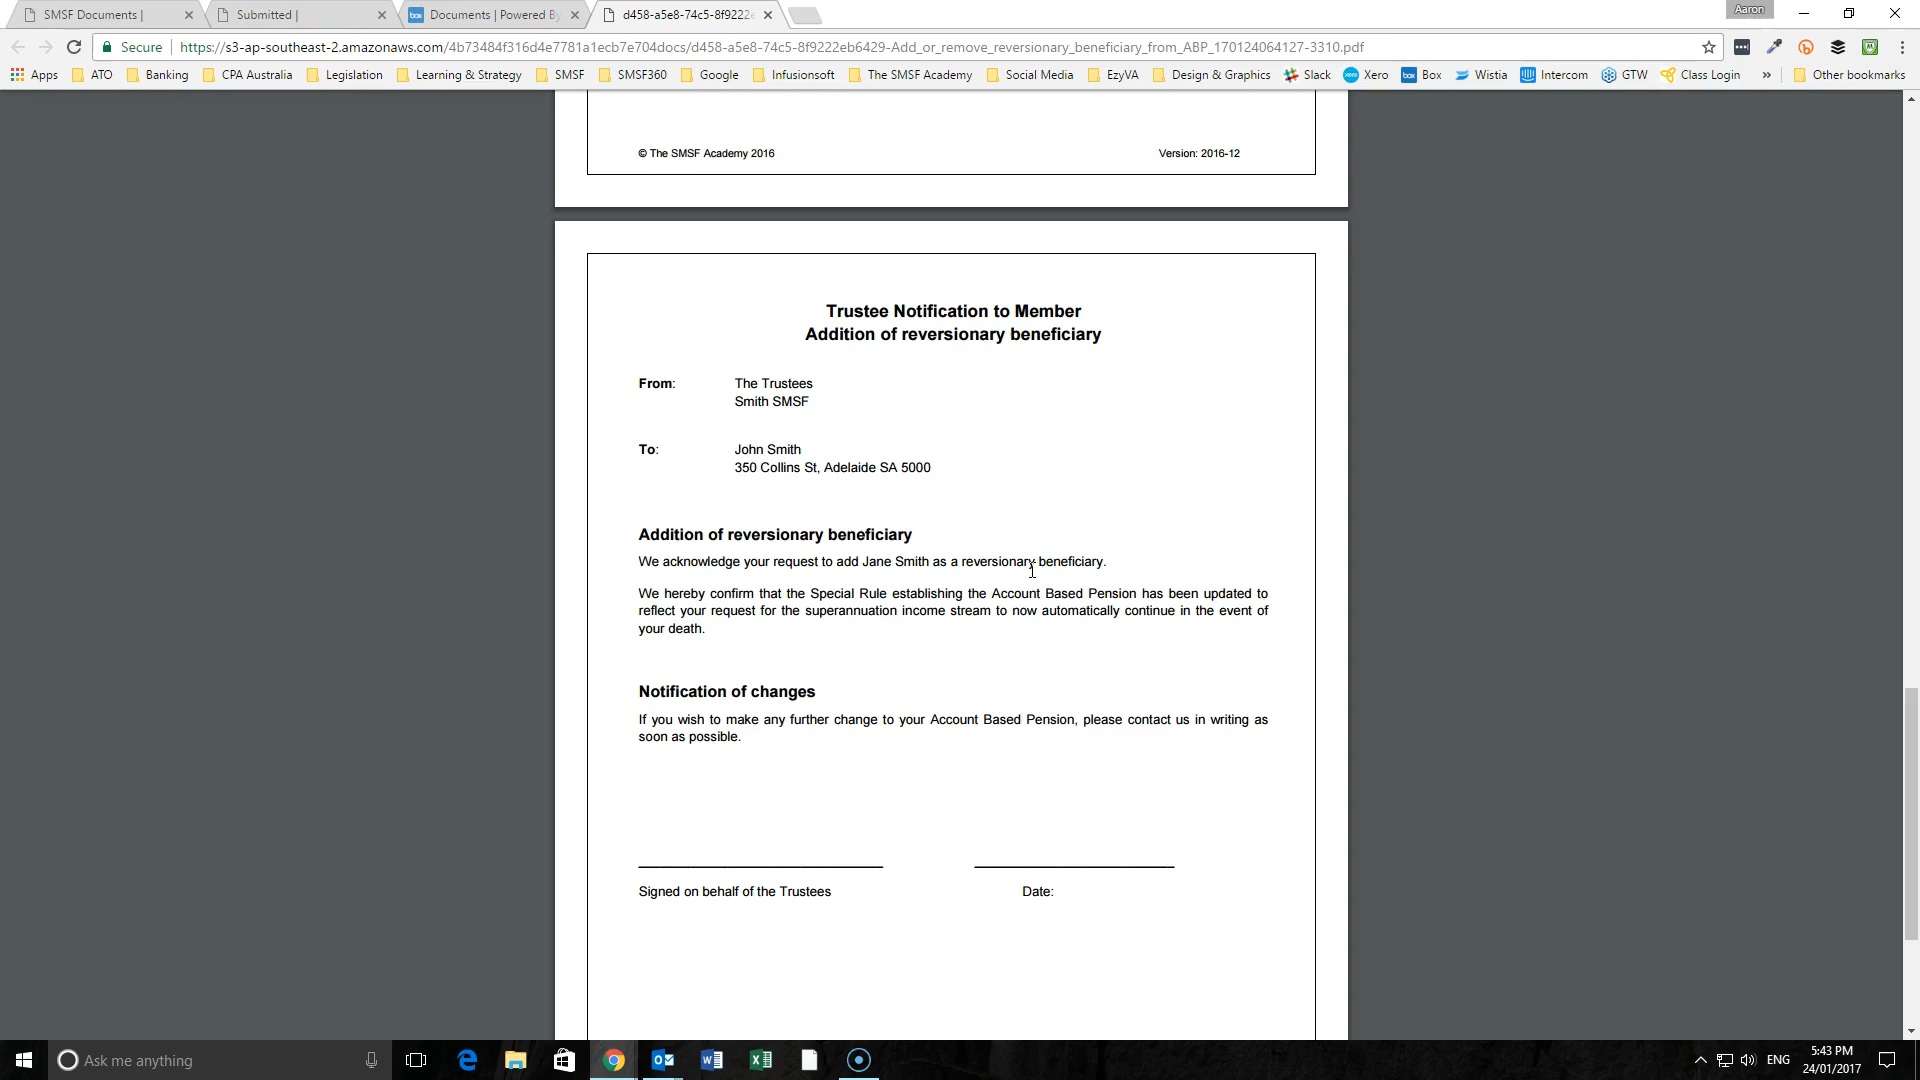 SMSF Documents |
Submitted |
Documents | Powered By
d458-a5e8-74c5-8f9222e
Aaron
Secure
https://s3-ap-southeast-2.amazonaws.com/4b73484f316d4e7781a1ecb7e704docs/d458-a5e8-74c5-8f9222eb6429-Add_or_remove_reversionary_beneficiary_from_ABP_170124064127-3310.pdf
Apps ATO Banking CPA Australia Legislation Learning & Strategy SMSF SMSF360 Google Infusionsoft The SMSF Academy Social Media EzyVA Design & Graphics Slack Xero Box Wistia Intercom GTW Class Login » Other bookmarks
© The SMSF Academy 2016 Version: 2016-12
Trustee Notification to Member
Addition of reversionary beneficiary
From: The Trustees
Smith SMSF
To: John Smith
350 Collins St, Adelaide SA 5000
Addition of reversionary beneficiary
We acknowledge your request to add Jane Smith as a reversionary beneficiary.
We hereby confirm that the Special Rule establishing the Account Based Pension has been updated to
reflect your request for the superannuation income stream to now automatically continue in the event of
your death.
Notification of changes
If you wish to make any further change to your Account Based Pension, please contact us in writing as
soon as possible.
Signed on behalf of the Trustees Date:
Ask me anything
ENG
5:43 PM
24/01/2017